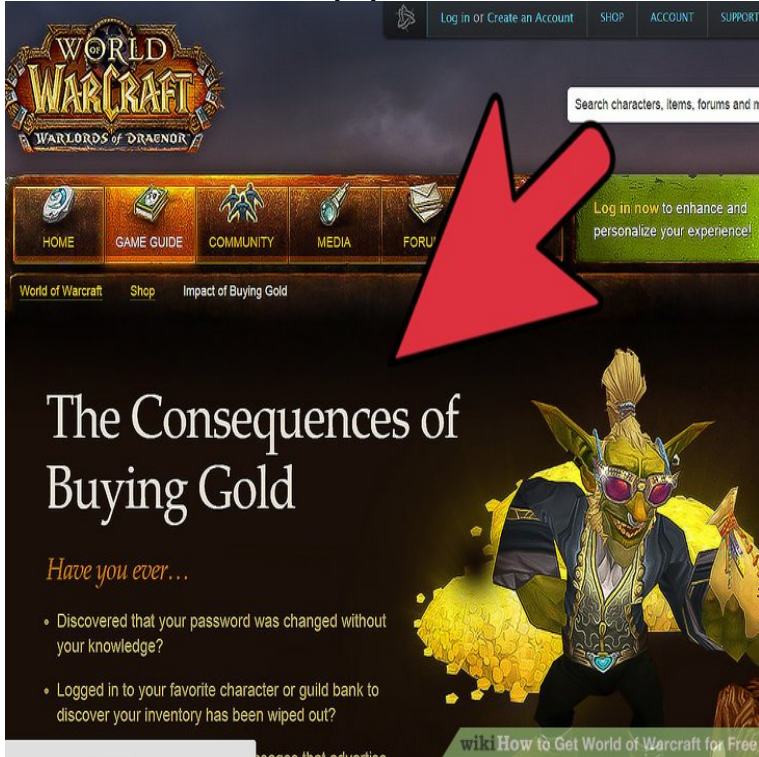 Log in or Create an Account SHOP ACCOUNT SUPPORT
WORLD
OF
WARCRAFT
WARLORDS of DRAENOR
Search characters, items, forums and m
HOME GAME GUIDE COMMUNITY MEDIA FORU
Log in now to enhance and
personalize your experience!
World of Warcraft Shop Impact of Buying Gold
The Consequences of
Buying Gold
Have you ever...
• Discovered that your password was changed without
your knowledge?
• Logged in to your favorite character or guild bank to
discover your inventory has been wiped out?
wikiHow to Get World of Warcraft for Free